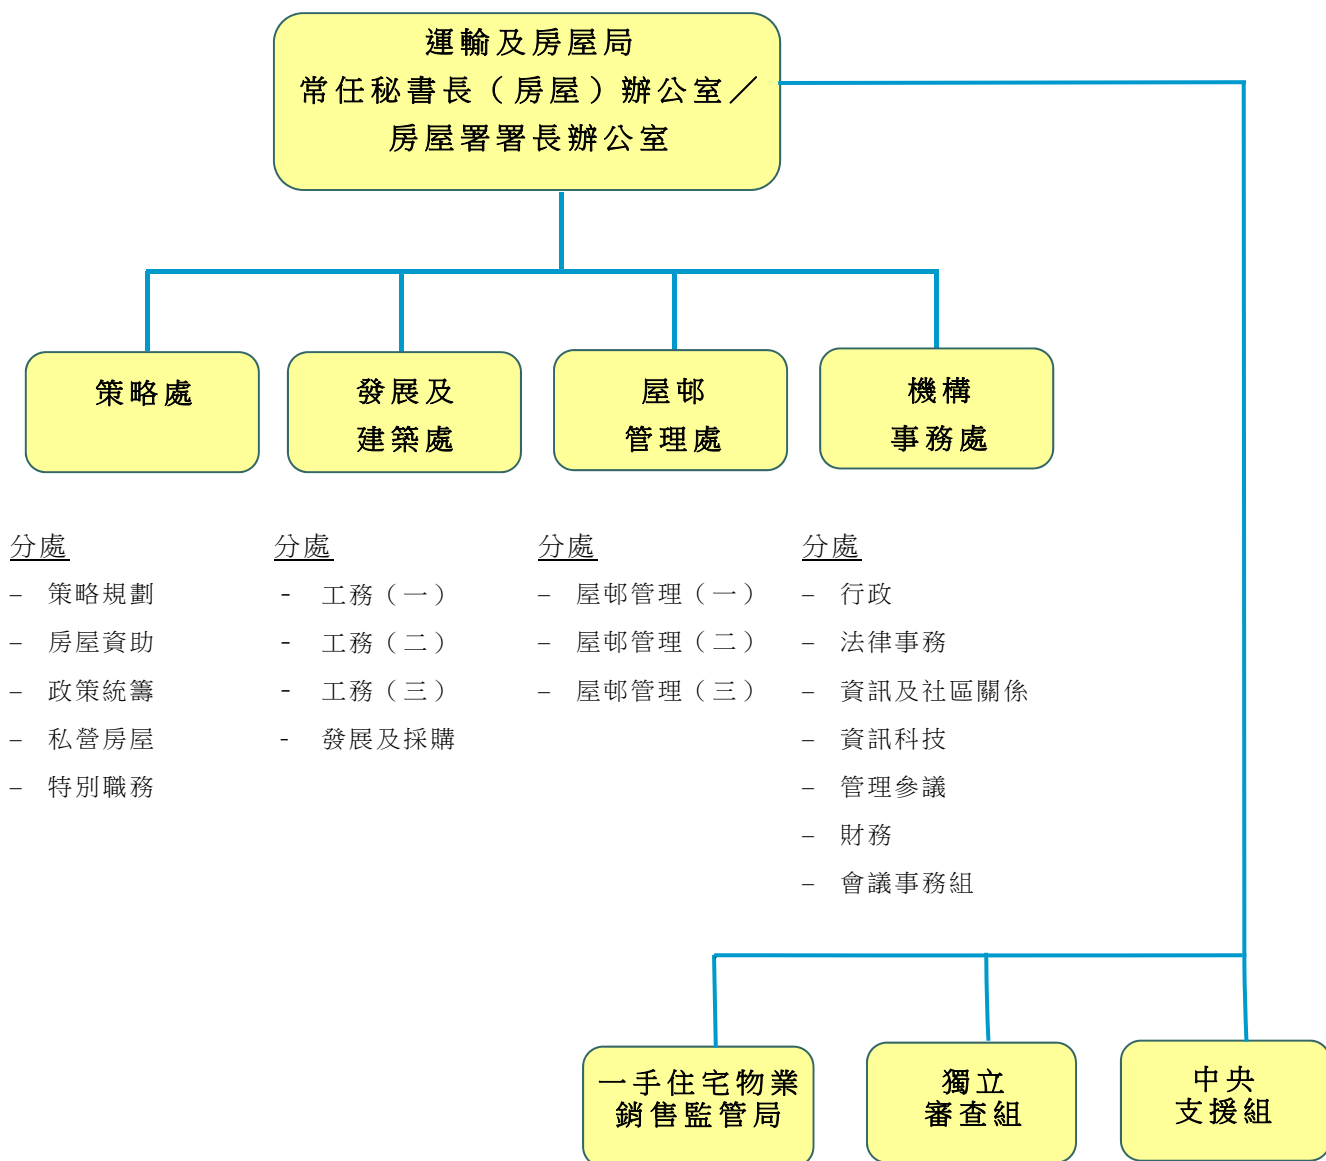 運輸及房屋局
常任秘書長（房屋）辦公室／
房屋署署長辦公室
策略處
發展及
建築處
屋邨
管理處
機構
事務處
分處
– 策略規劃
– 房屋資助
– 政策統籌
– 私營房屋
– 特別職務
分處
- 工務（一）
- 工務（二）
- 工務（三）
- 發展及採購
分處
– 屋邨管理（一）
– 屋邨管理（二）
– 屋邨管理（三）
分處
– 行政
– 法律事務
– 資訊及社區關係
– 資訊科技
– 管理參議
– 財務
– 會議事務組
一手住宅物業
銷售監管局
獨立
審查組
中央
支援組